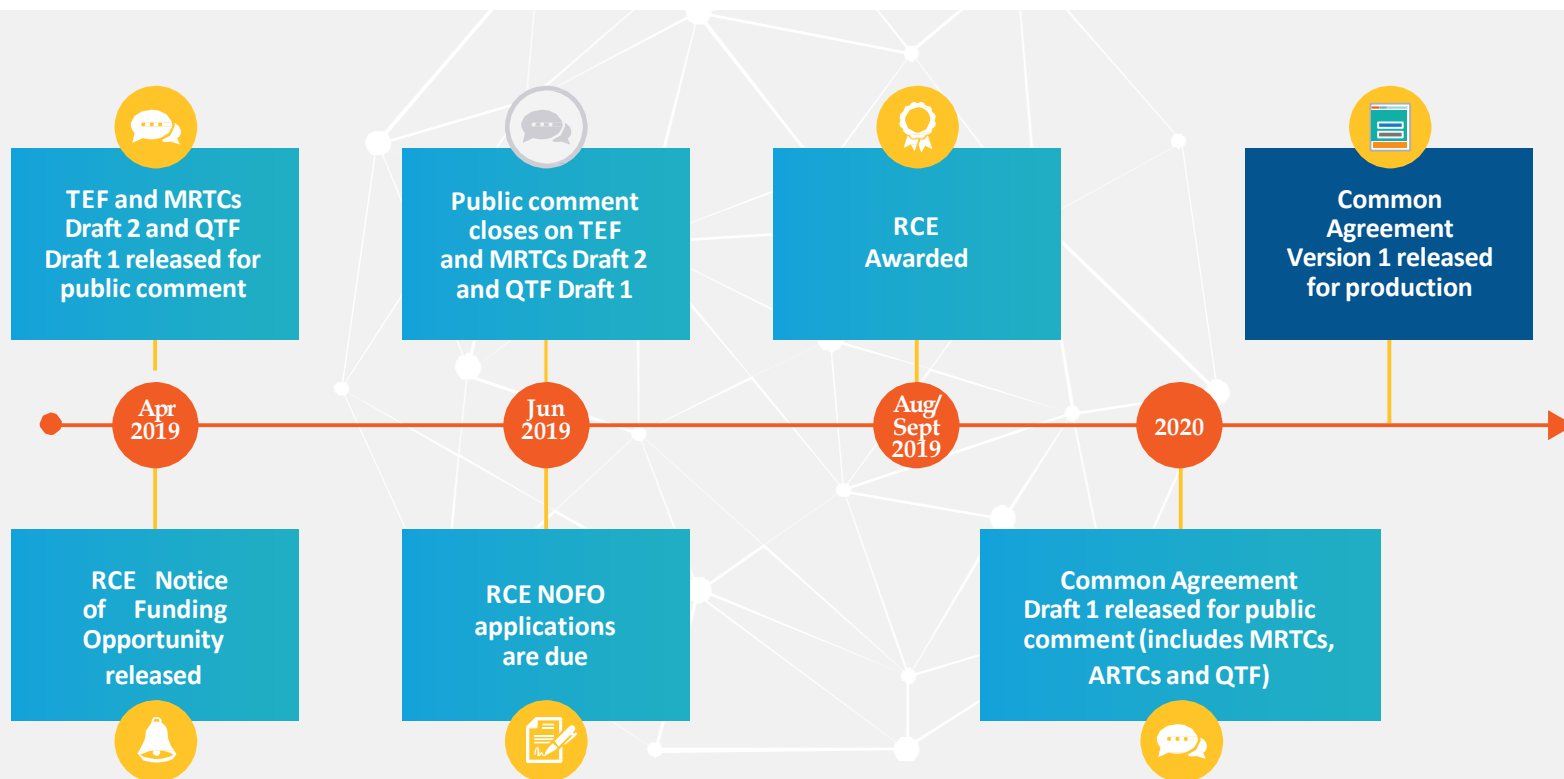 TEF and MRTCs
Draft 2 and QTF
Draft 1 released for
public comment
Public comment
closes on TEF
and MRTCs Draft 2
and QTF Draft 1
RCE
Awarded
Common
Agreement
Version 1 released
for production
Apr
2019
Jun
2019
Aug/
Sept
2019
2020
RCE Notice
of Funding
Opportunity
released
RCE NOFO
applications
are due
Common Agreement
Draft 1 released for public
comment (includes MRTCs,
ARTCs and QTF)